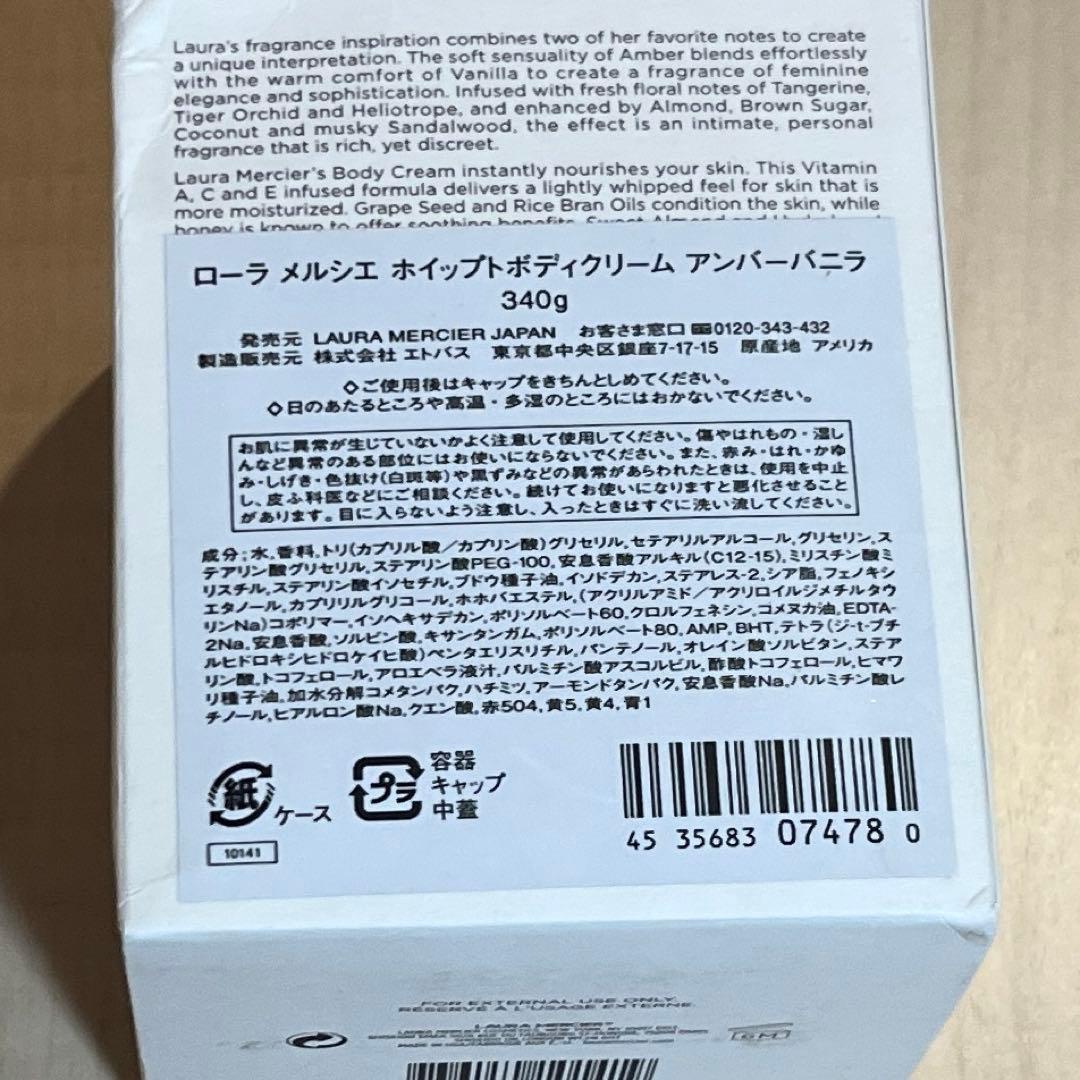 Laura's fragrance inspiration combines two of her favorite notes to create
a unique interpretation. The soft sensuality of Amber blends effortlessly
with the warm comfort of Vanilla to create a fragrance of feminine
elegance and sophistication. Infused with fresh floral notes of Tangerine,
Tiger Orchid and Heliotrope, and enhanced by Almond, Brown Sugar,
Coconut and musky Sandalwood, the effect is an intimate, personal
fragrance that is rich, yet discreet.
Laura Mercier's Body Cream instantly nourishes your skin. This Vitamin
A, C and E infused formula delivers a lightly whipped feel for skin that is
more moisturized. Grape Seed and Rice Bran Oils condition the skin, while
honey is known to offer soothing benefits. Sweet Almond and
ローラ メルシエ ホイップトボディクリーム アンバーバニラ
340g
発売元 LAURA MERCIER JAPAN お客さま窓口 0120-343-432
製造販売元 株式会社 エトバス 東京都中央区銀座7-17-15 原産地 アメリカ
◇ご使用後はキャップをきちんとしめてください。
◇日のあたるところや高温・多湿のところにはおかないでください。
お肌に異常が生じていないかよく注意して使用してください。傷やはれもの・湿し
んなど異常のある部位にはお使いにならないでください。また、赤み・はれ・かゆ
み・しげき・色抜け(白斑等)や黒ずみなどの異常があらわれたときは、使用を中止
し、皮ふ科医などにご相談ください。続けてお使いになりますと悪化させること
があります。目に入らないよう注意し、入ったときはすぐに洗い流してください。
成分;水,香料,トリ(カプリル酸/カプリン酸)グリセリル,セテアリルアルコール,グリセリン,ス
テアリン酸グリセリル,ステアリン酸PEG-100,安息香酸アルキル(C12-15),ミリスチン酸ミ
リスチル,ステアリン酸イソセチル,ブドウ種子油,イソドデカン,ステアレス-2,シア脂,フェノキシ
エタノール,カプリリルグリコール,ホホバエステル,(アクリルアミド/アクリロイルジメチルタウ
リンNa)コポリマー,イソヘキサデカン,ポリソルベート60,クロルフェネシン,コメヌカ油,EDTA-
2Na,安息香酸,ソルビン酸,キサンタンガム,ポリソルベート80,AMP,BHT,テトラ(ジ-t-ブチ
ルヒドロキシヒドロケイヒ酸)ペンタエリスリチル,パンテノール,オレイン酸ソルビタン,ステア
リン酸,トコフェロール,アロエベラ液汁,パルミチン酸アスコルビル,酢酸トコフェロール,ヒマワ
リ種子油,加水分解コメタンパク,ハチミツ,アーモンドタンパク,安息香酸Na,パルミチン酸レ
チノール,ヒアルロン酸Na,クエン酸,赤504,黄5,黄4,青1
紙 ケース
プラ
容器
キャップ
中蓋
10141
45 35683 07478 0
FOR EXTERNAL USE ONLY
RÉSERVÉ À L'USAGE EXTERNE
LAURA MERCIER
6M